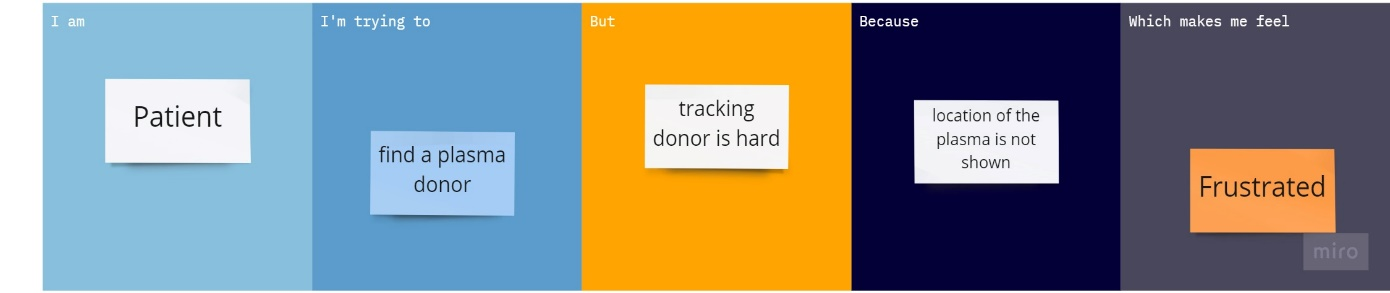 I am
Patient
I'm trying to
find a plasma
donor
But
tracking
donor is hard
Because
location of the
plasma is not
shown
Which makes me feel
Frustrated
miro